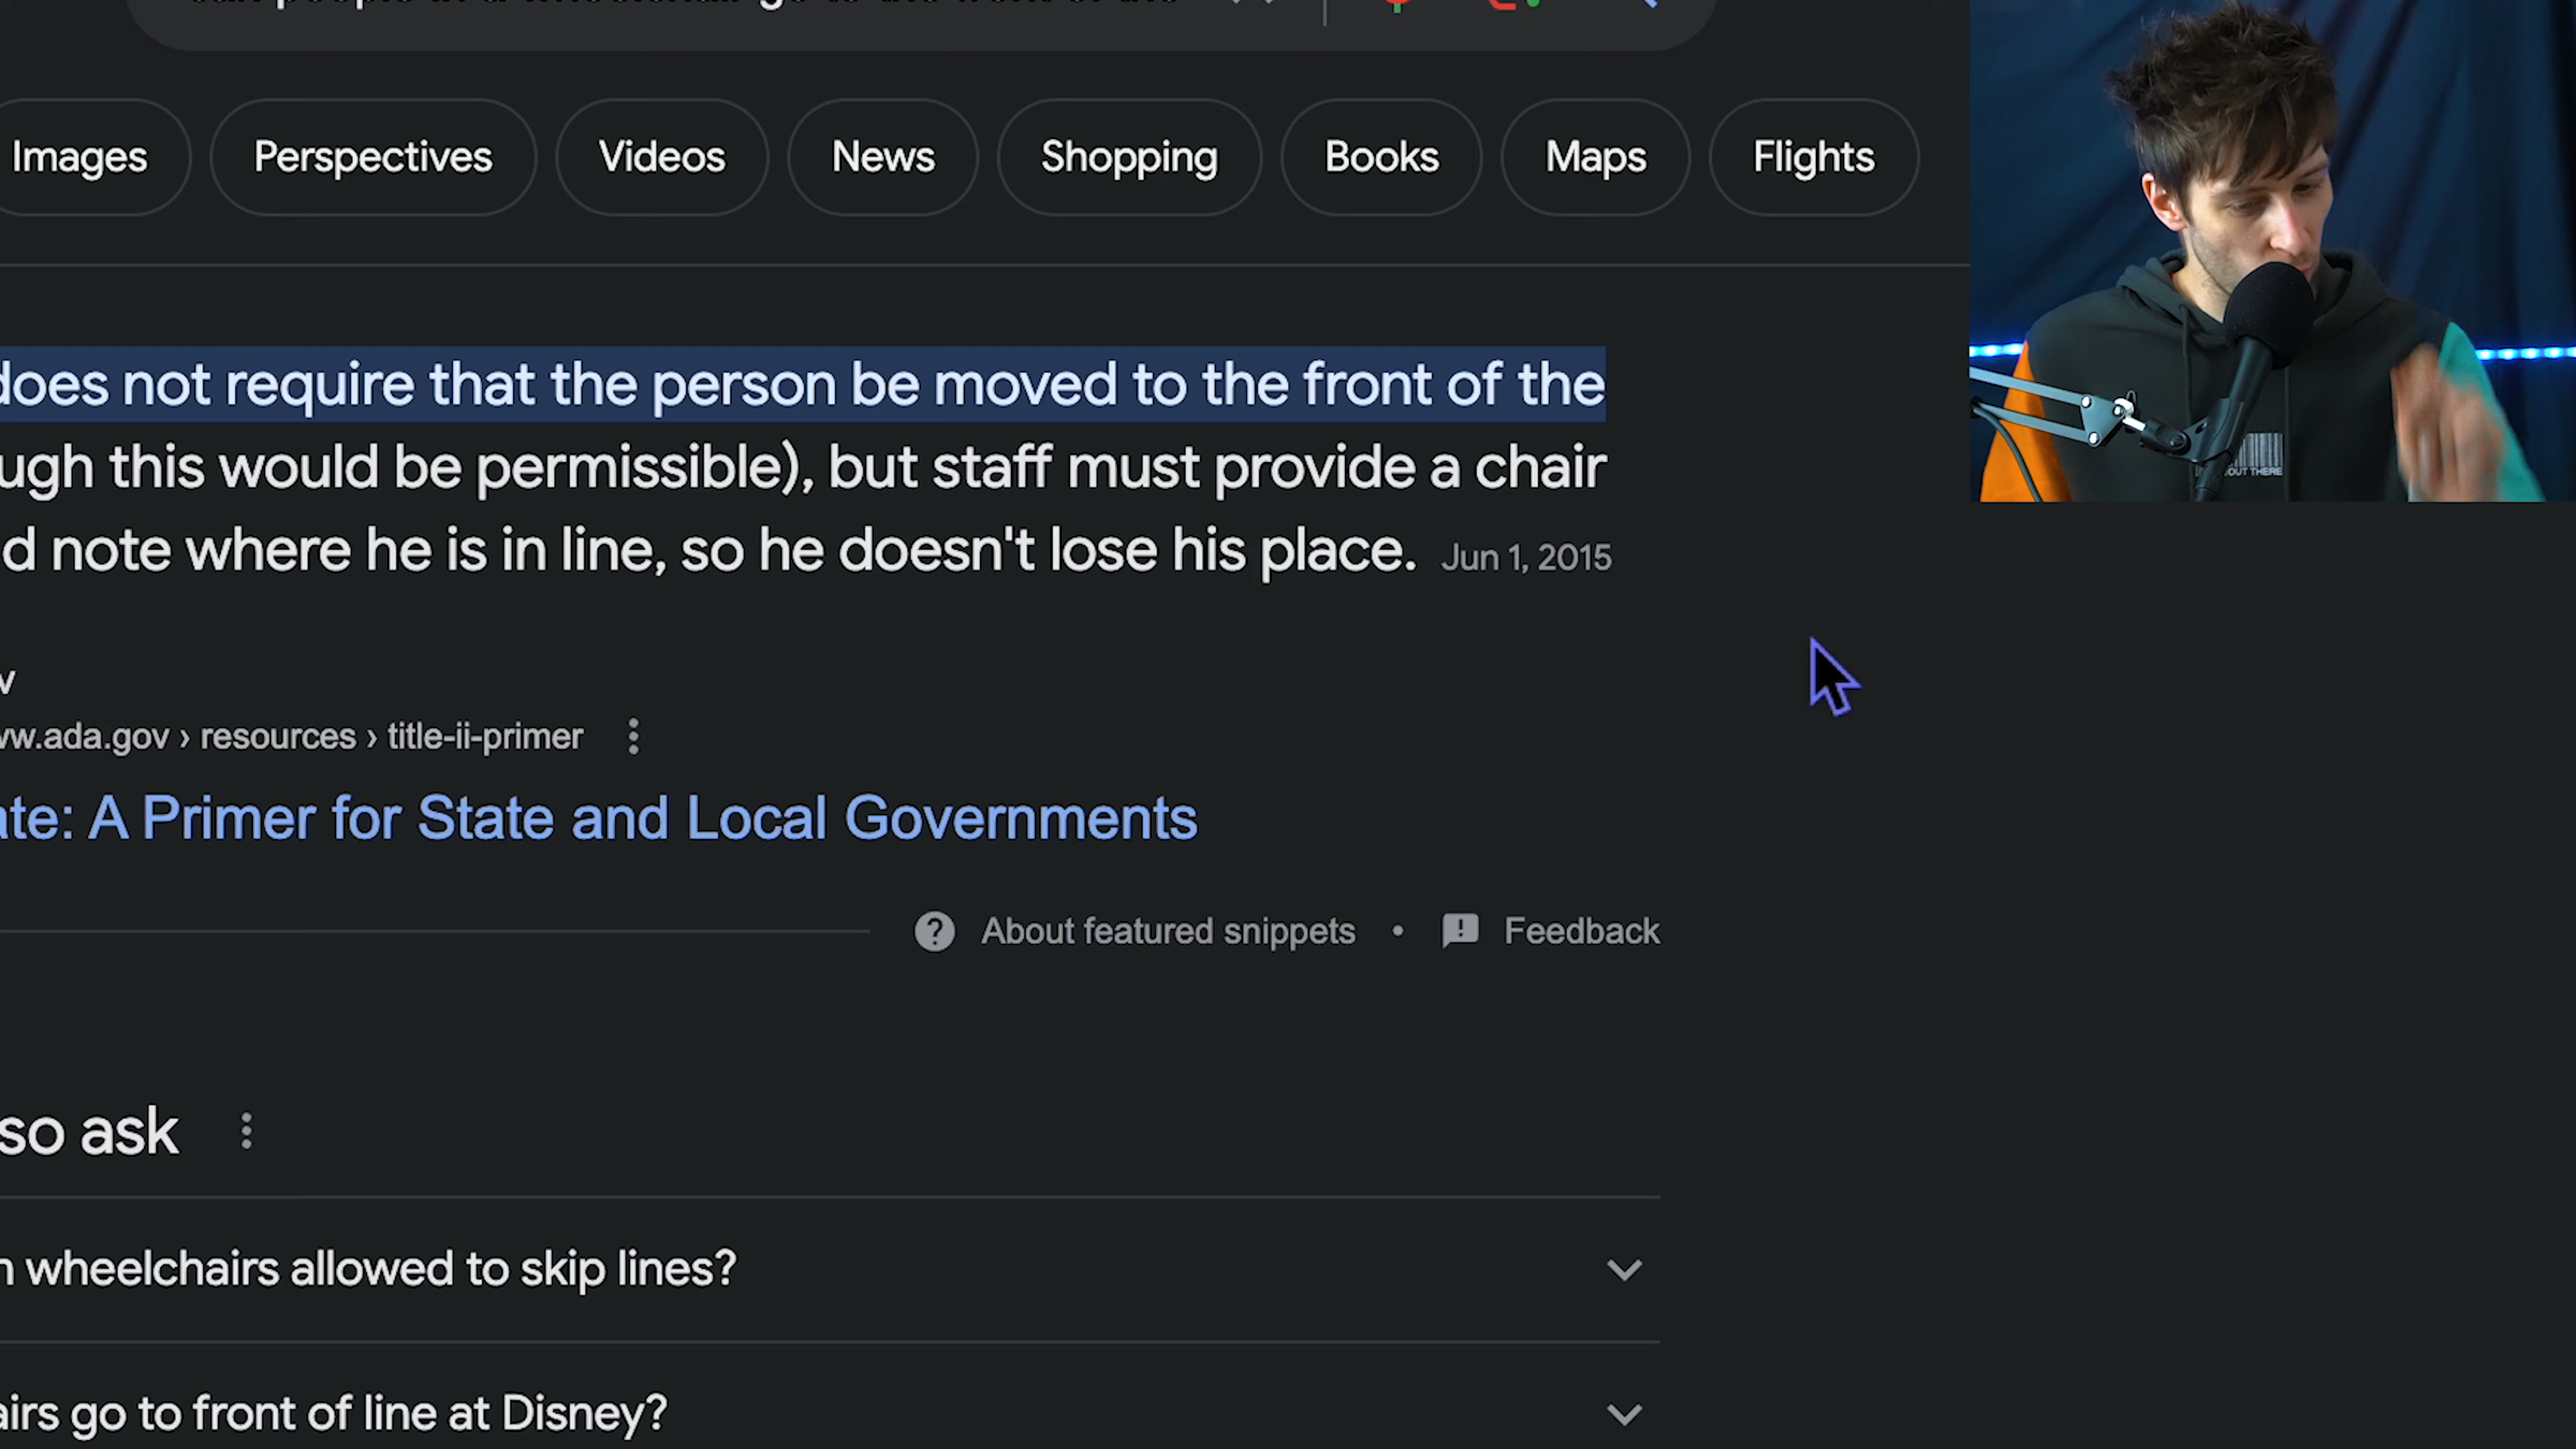 Images Perspectives Videos News Shopping Books Maps Flights
does not require that the person be moved to the front of the
ugh this would be permissible), but staff must provide a chair
d note where he is in line, so he doesn't lose his place. Jun 1, 2015
v
ww.ada.gov › resources › title-ii-primer
ate: A Primer for State and Local Governments
About featured snippets • Feedback
so ask
n wheelchairs allowed to skip lines?
airs go to front of line at Disney?
OUT THERE